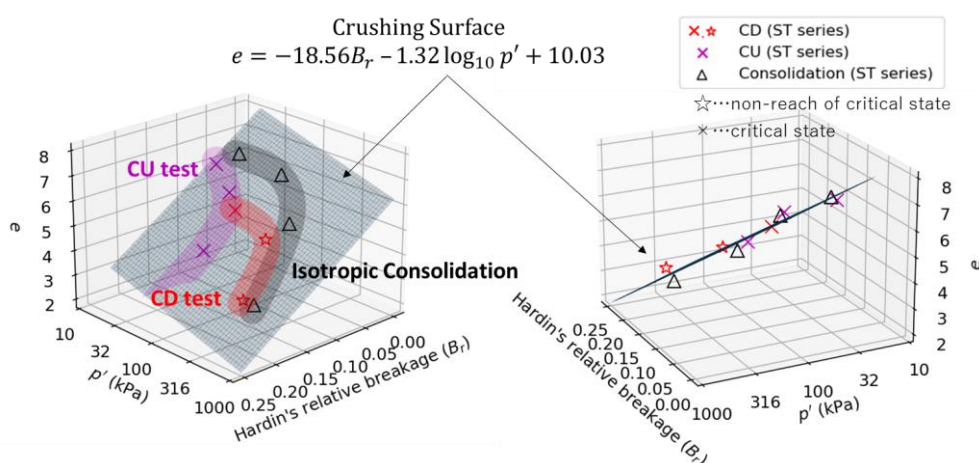 Crushing Surface
e = −18.56B_r − 1.32 log₁₀ p′ + 10.03
CD (ST series)
CU (ST series)
Consolidation (ST series)
☆⋯non-reach of critical state
×⋯critical state
CU test
CD test
Isotropic Consolidation
8
7
6
5
4
3
2
e
10
32
100
316
1000
p' (kPa)
0.25
0.20
0.15
0.10
0.05
0.00
Hardin's relative breakage (B_r)
8
7
6
5
4
3
2
e
0.25
0.20
0.15
0.10
0.05
0.00
Hardin's relative breakage (B_r)
1000
316
100
32
10
p' (kPa)